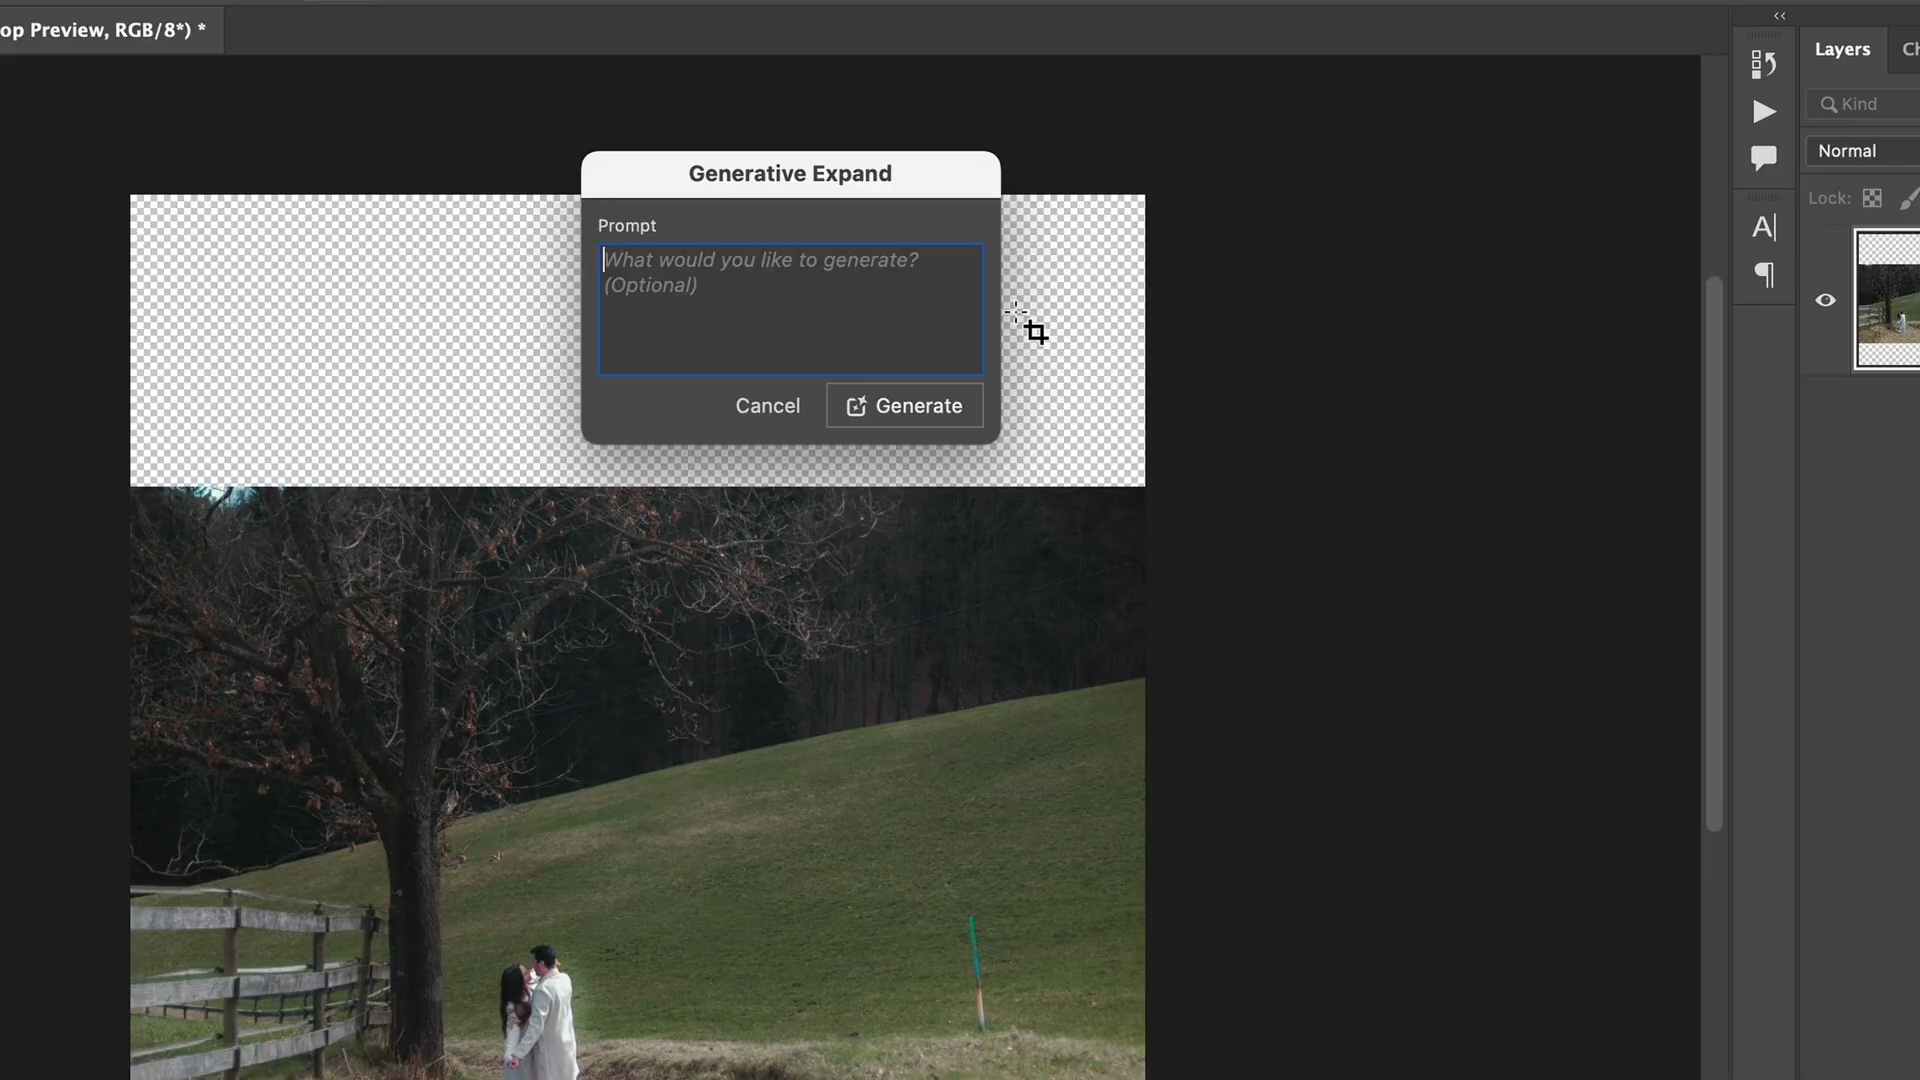 op Preview, RGB/8*) *
Layers
Ch
Kind
Generative Expand
Normal
Lock:
Prompt
What would you like to generate?
(Optional)
Cancel
Generate